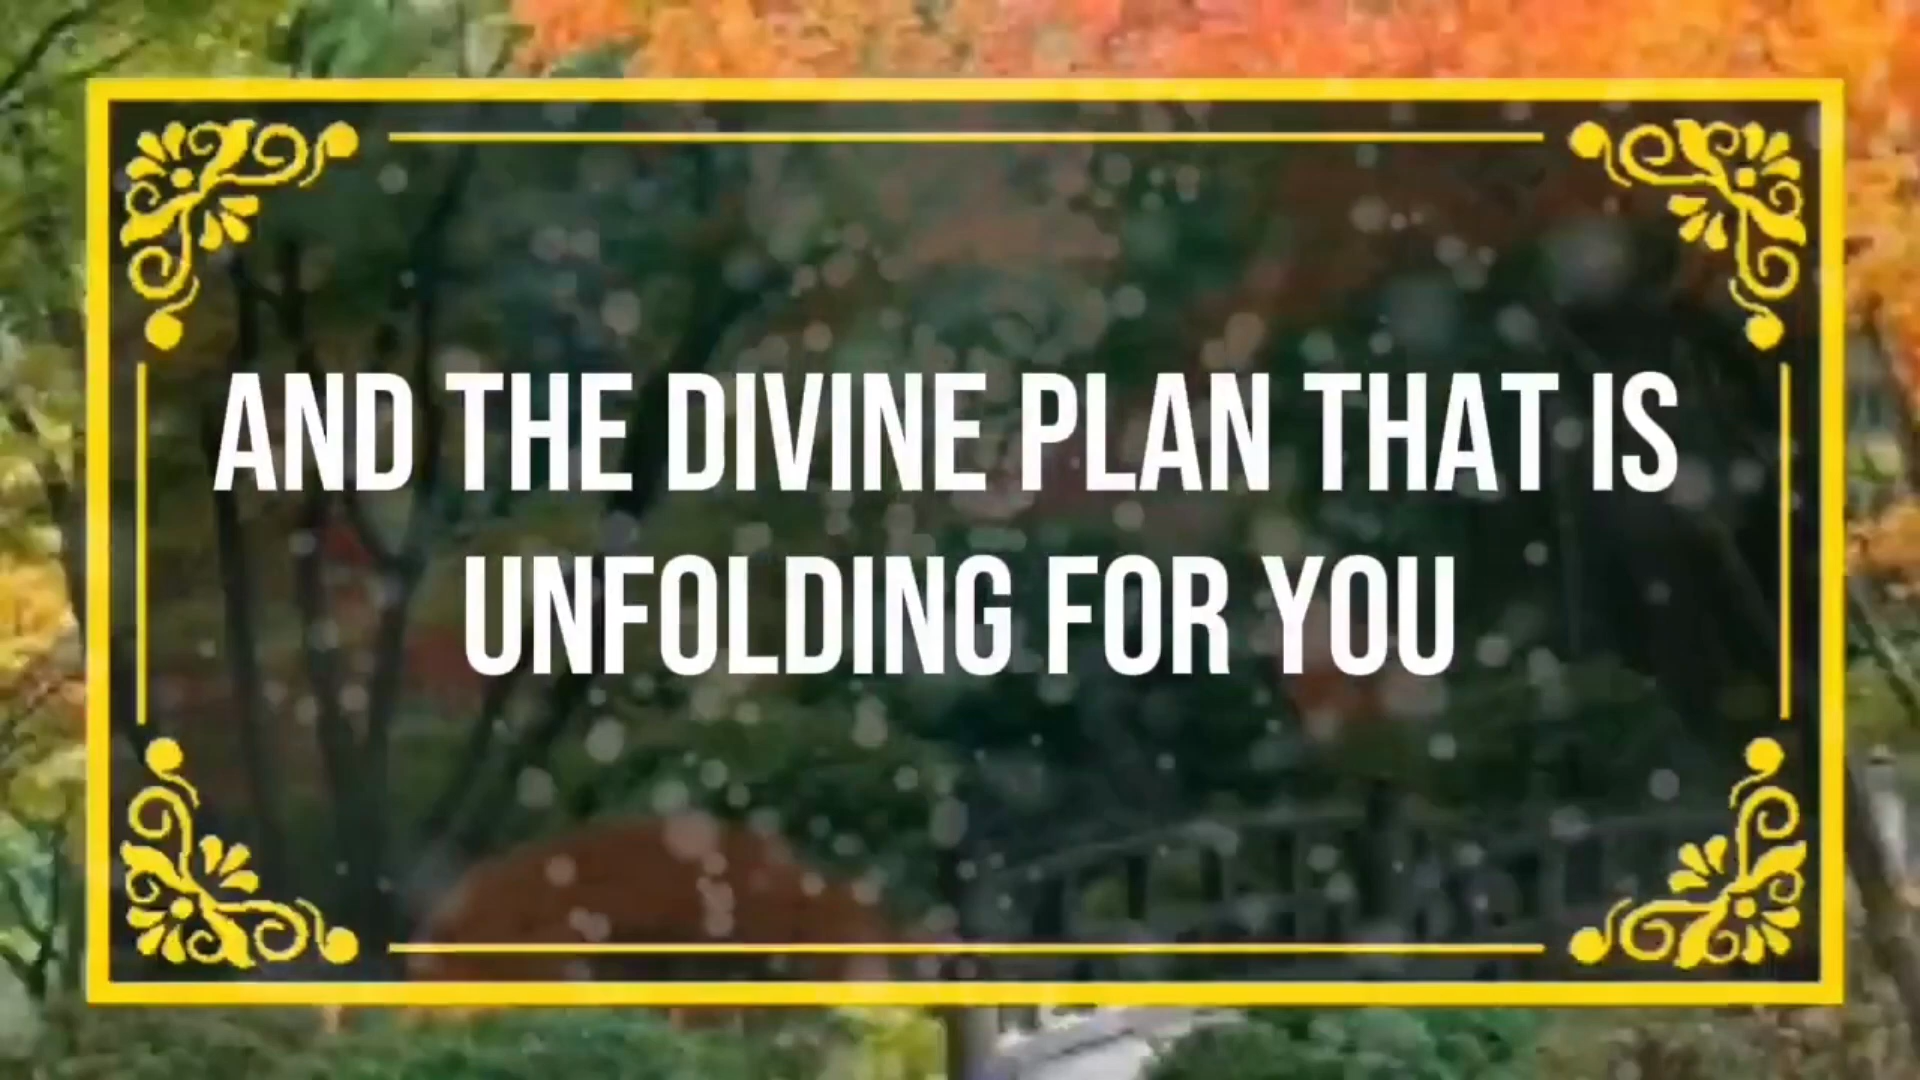 AND THE DIVINE PLAN THAT IS
UNFOLDING FOR YOU